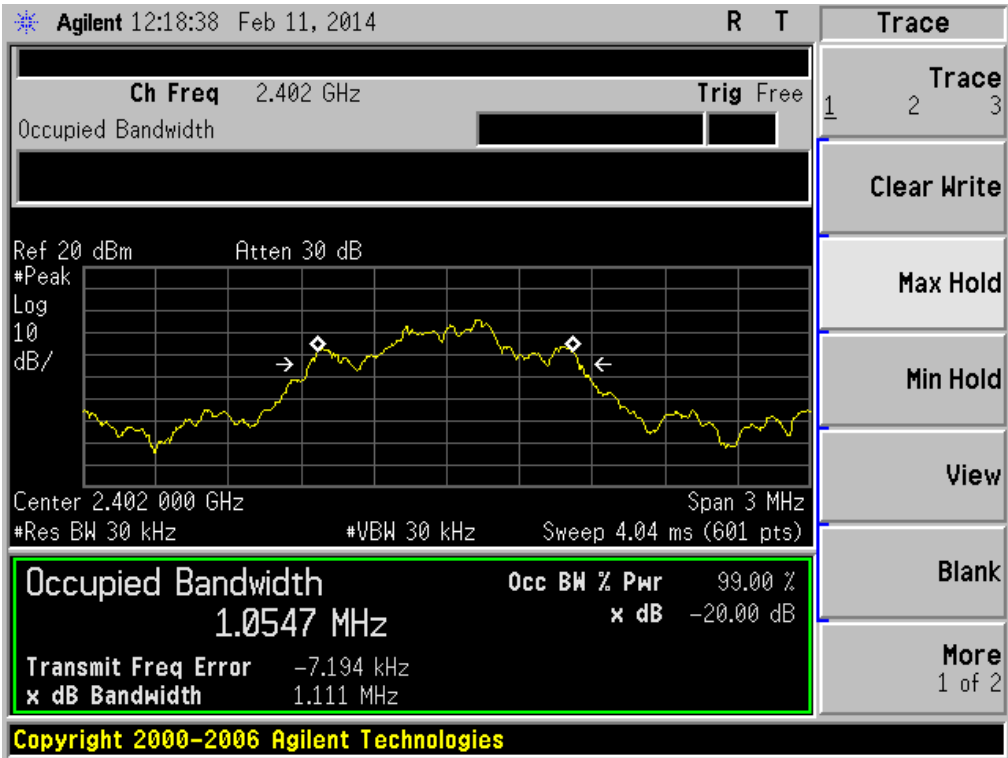 Agilent 12:18:38 Feb 11, 2014 R T
Trace
Ch Freq 2.402 GHz Trig Free
Occupied Bandwidth
Trace
1 2 3
Clear Write
Max Hold
Min Hold
View
Blank
More
1 of 2
Ref 20 dBm Atten 30 dB
#Peak
Log
10
dB/
Center 2.402 000 GHz Span 3 MHz
#Res BW 30 kHz #VBW 30 kHz Sweep 4.04 ms (601 pts)
Occupied Bandwidth Occ BW % Pwr 99.00 %
1.0547 MHz x dB -20.00 dB
Transmit Freq Error -7.194 kHz
x dB Bandwidth 1.111 MHz
Copyright 2000-2006 Agilent Technologies